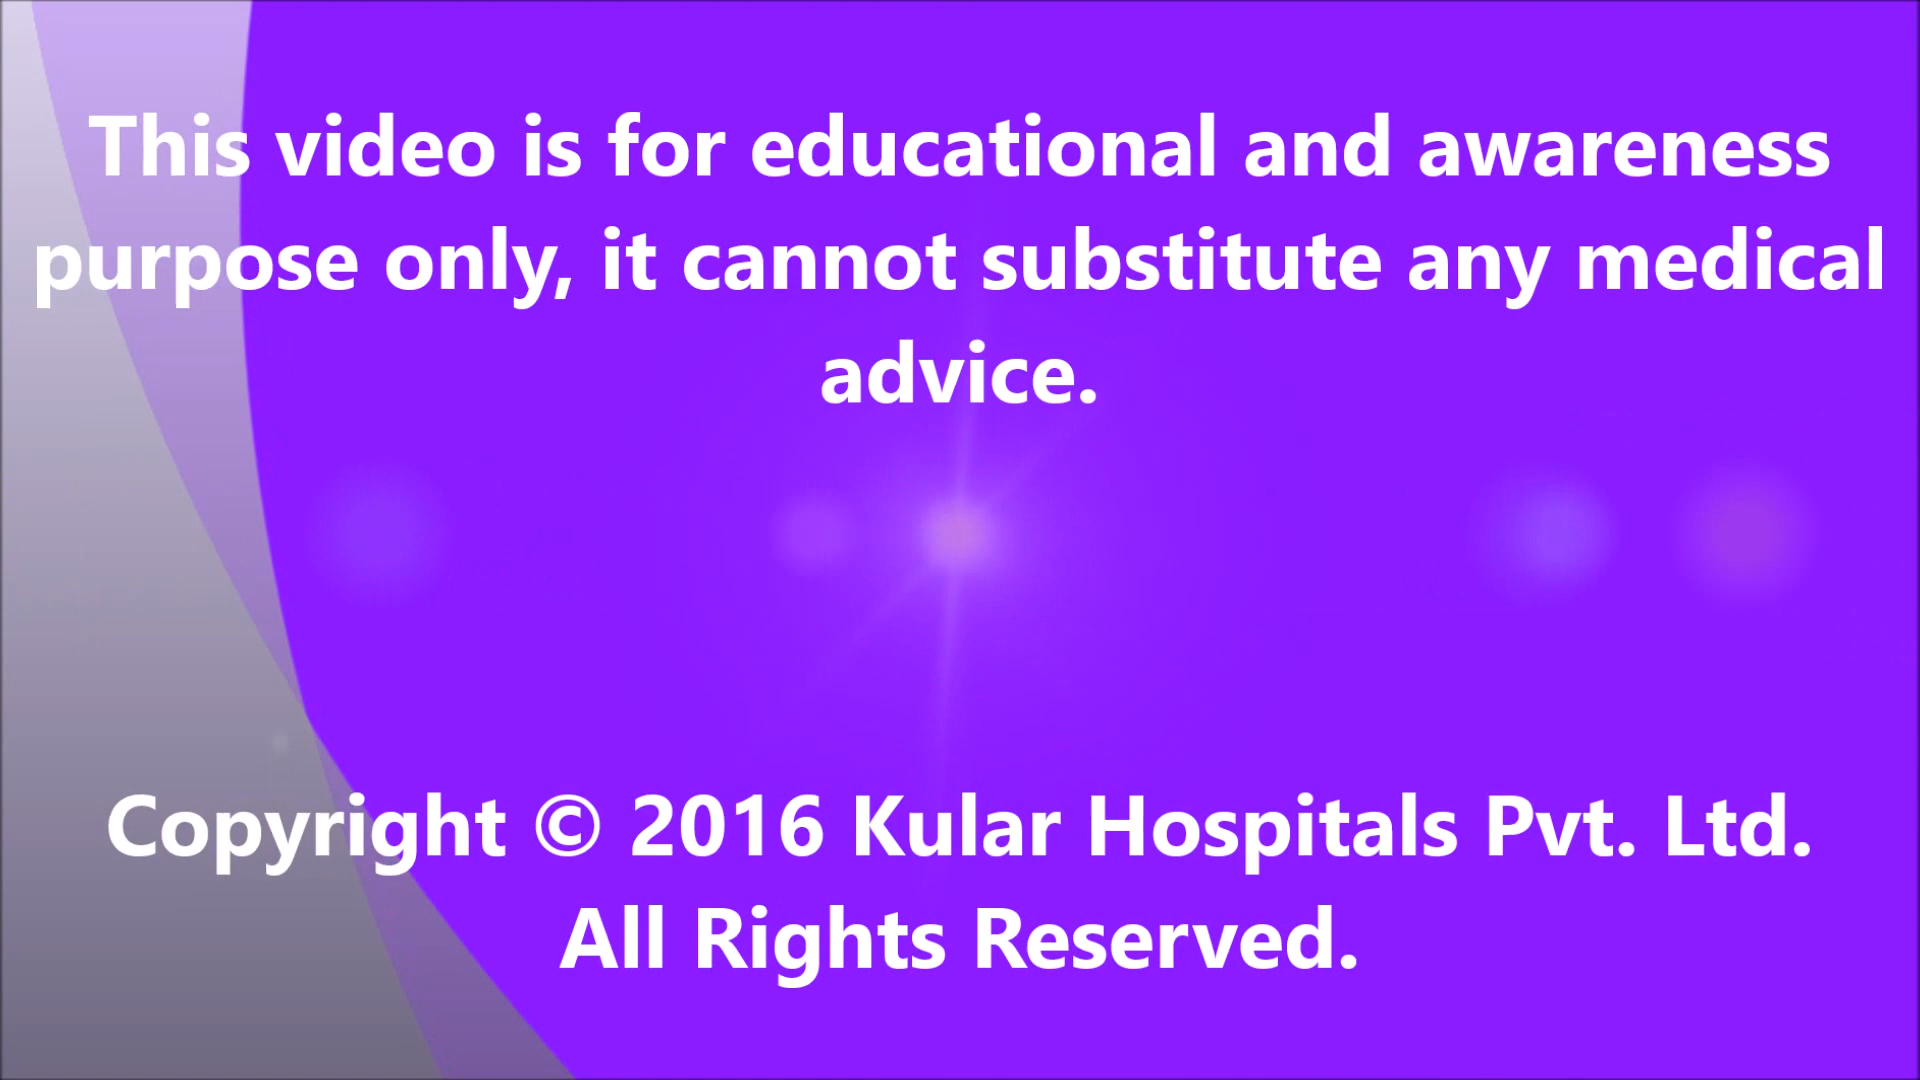 This video is for educational and awareness
purpose only, it cannot substitute any medical
advice.
Copyright © 2016 Kular Hospitals Pvt. Ltd.
All Rights Reserved.